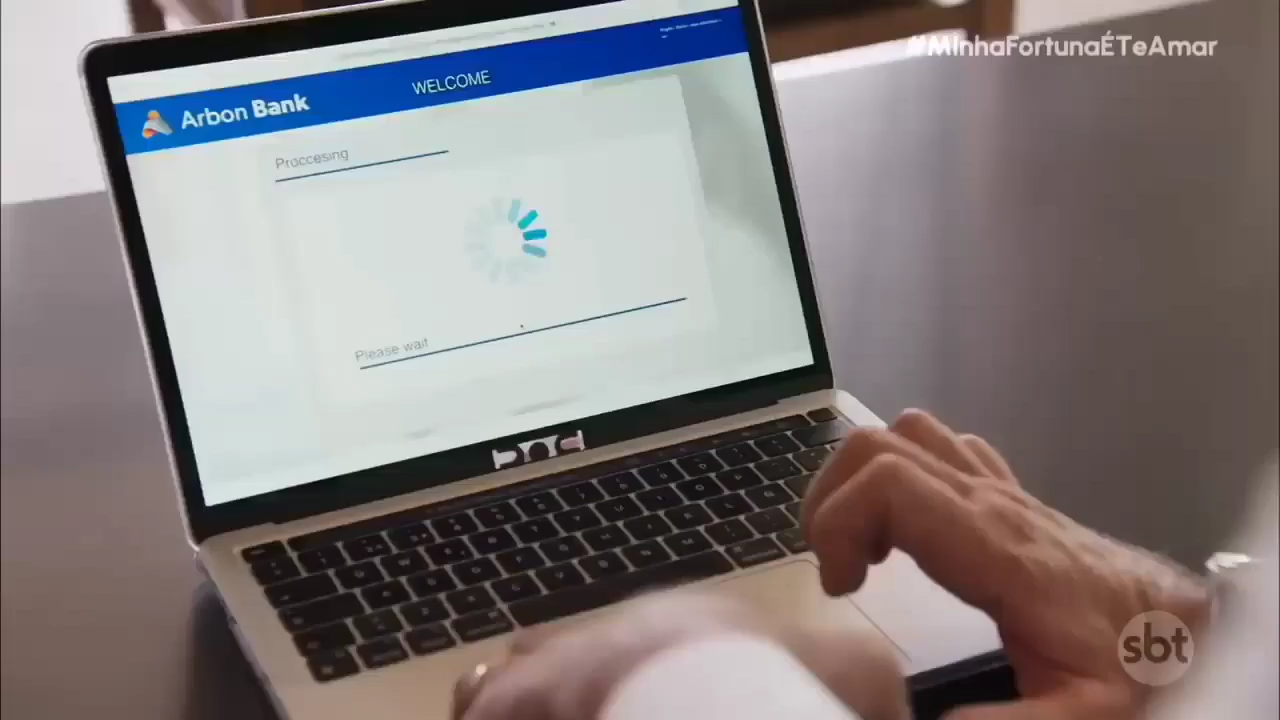 #MinhaFortunaÉTeAmar
Arbon Bank
WELCOME
Proccesing
Please wait
sbt